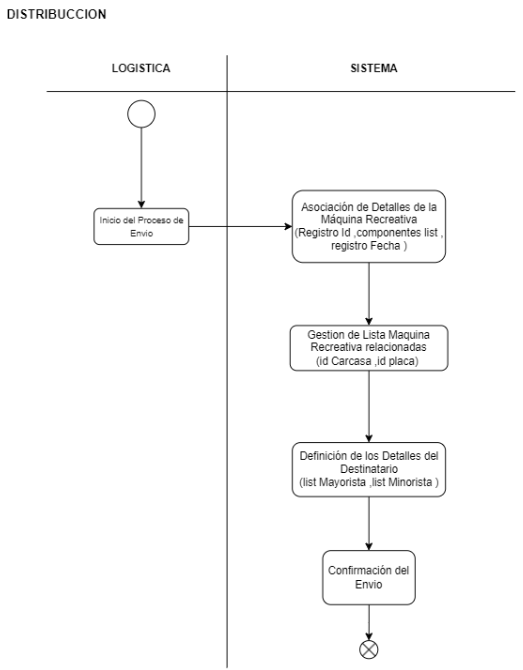 DISTRIBUCCION
LOGISTICA
SISTEMA
Inicio del Proceso de
Envio
Asociación de Detalles de la
Máquina Recreativa
(Registro Id ,componentes list ,
registro Fecha )
Gestion de Lista Maquina
Recreativa relacionadas
(id Carcasa ,id placa)
Definición de los Detalles del
Destinatario
(list Mayorista ,list Minorista )
Confirmación del
Envio